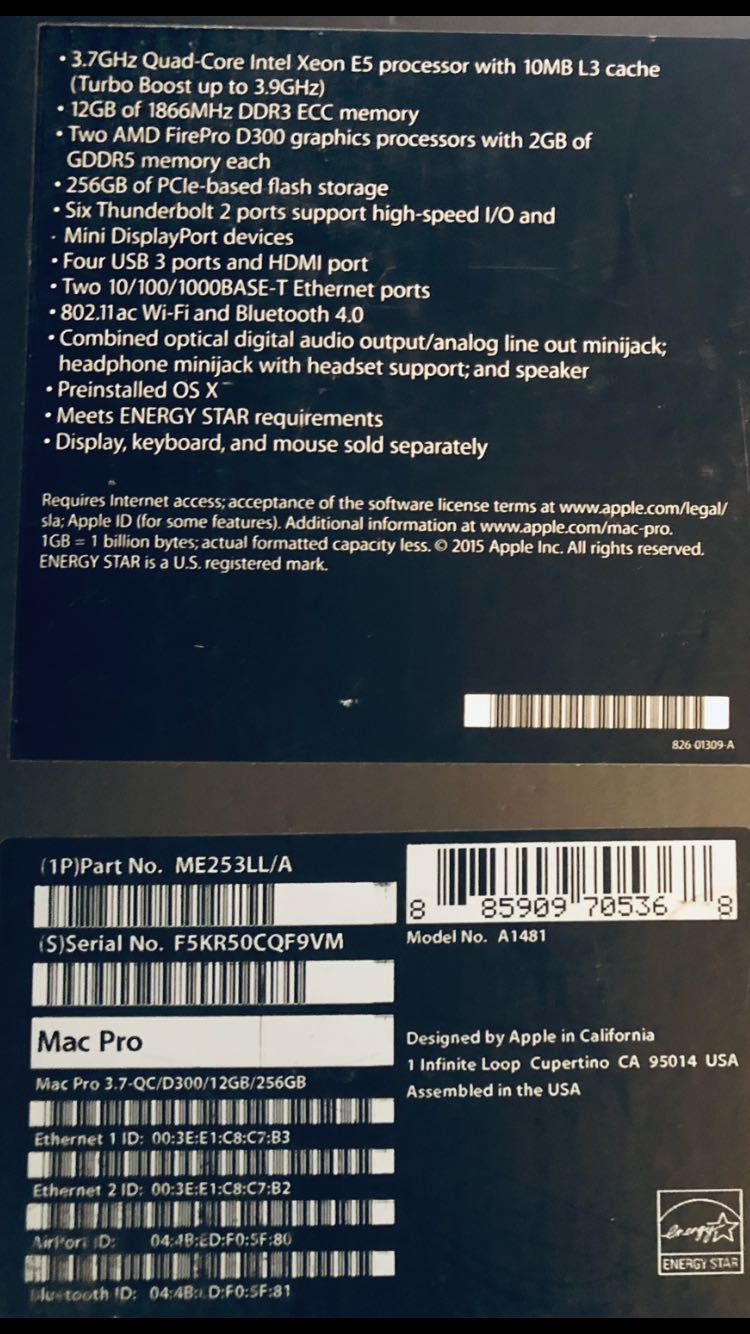 • 3.7GHz Quad-Core Intel Xeon E5 processor with 10MB L3 cache
(Turbo Boost up to 3.9GHz)
• 12GB of 1866MHz DDR3 ECC memory
• Two AMD FirePro D300 graphics processors with 2GB of
GDDR5 memory each
• 256GB of PCIe-based flash storage
• Six Thunderbolt 2 ports support high-speed I/O and
Mini DisplayPort devices
• Four USB 3 ports and HDMI port
• Two 10/100/1000BASE-T Ethernet ports
• 802.11ac Wi-Fi and Bluetooth 4.0
• Combined optical digital audio output/analog line out minijack;
headphone minijack with headset support; and speaker
• Preinstalled OS X
• Meets ENERGY STAR requirements
• Display, keyboard, and mouse sold separately
Requires Internet access; acceptance of the software license terms at www.apple.com/legal/
sla; Apple ID (for some features). Additional information at www.apple.com/mac-pro.
1GB = 1 billion bytes; actual formatted capacity less. © 2015 Apple Inc. All rights reserved.
ENERGY STAR is a U.S. registered mark.
826 01309-A
(1P)Part No. ME253LL/A
8 85909 70536 8
(S)Serial No. F5KR50CQF9VM
Model No. A1481
Mac Pro
Mac Pro 3.7-QC/D300/12GB/256GB
Designed by Apple in California
1 Infinite Loop Cupertino CA 95014 USA
Assembled in the USA
Ethernet 1 ID: 00:3E:E1:C8:C7:B3
Ethernet 2 ID: 00:3E:E1:C8:C7:B2
AirPort ID:
Bluetooth ID:
energy
ENERGY STAR